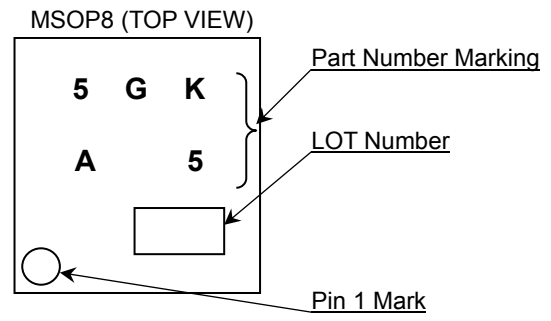 MSOP8 (TOP VIEW)
Part Number Marking
5 G K
LOT Number
A 5
Pin 1 Mark